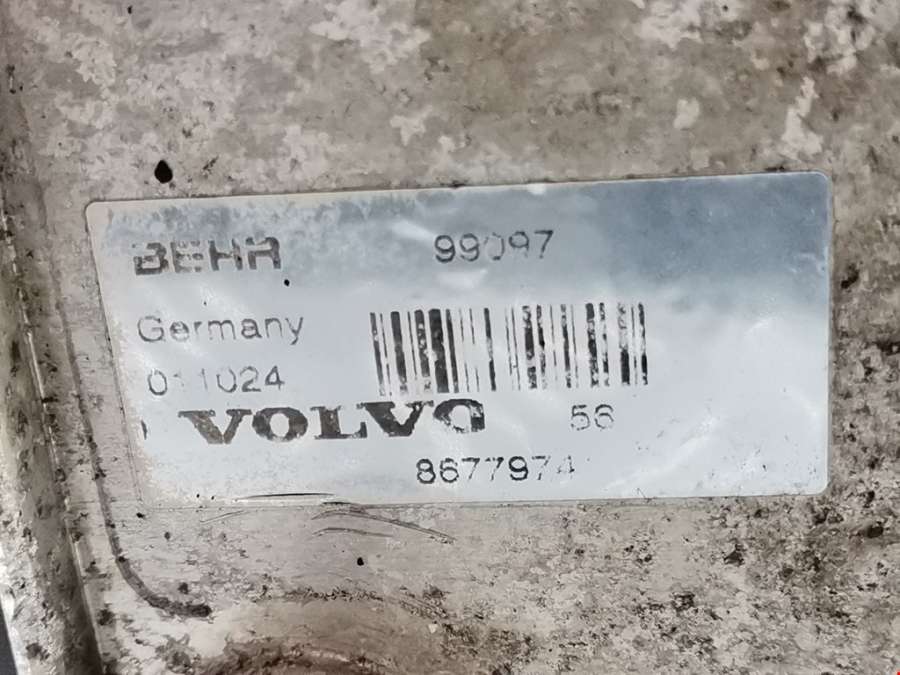 BEHR 99097
Germany
011024
VOLVO 56
8677974